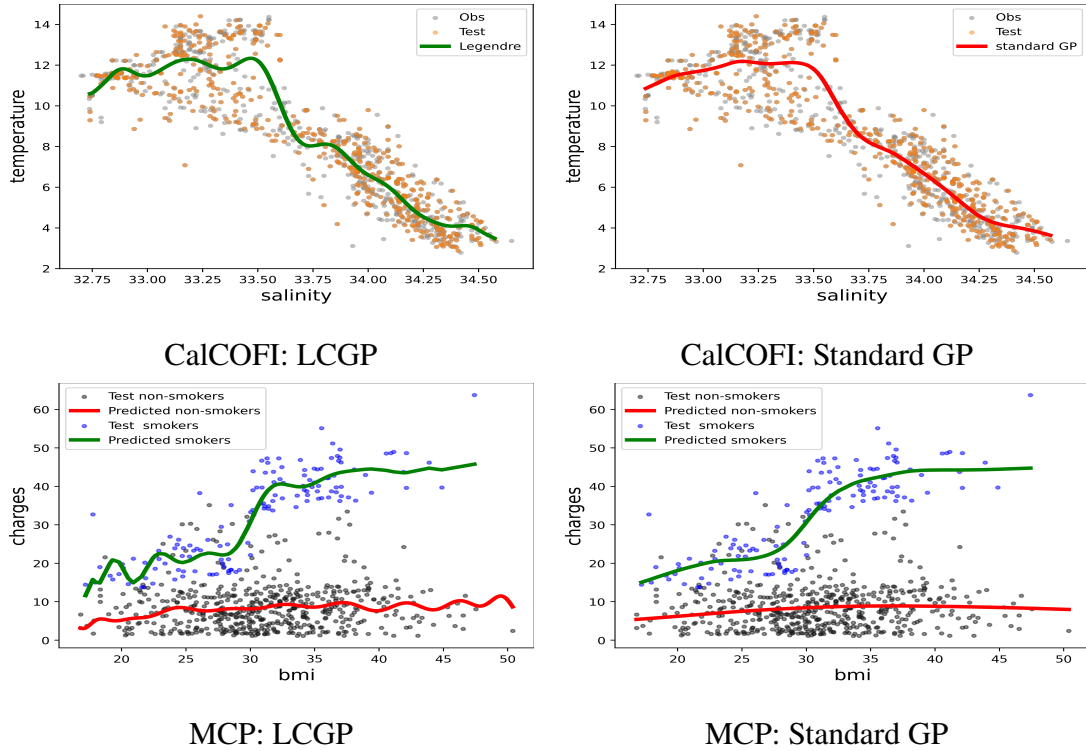 14
12
10
8
6
4
2
temperature
Obs
Test
Legendre
32.75 33.00 33.25 33.50 33.75 34.00 34.25 34.50
salinity
CalCOFI: LCGP
14
12
10
8
6
4
2
temperature
Obs
Test
standard GP
32.75 33.00 33.25 33.50 33.75 34.00 34.25 34.50
salinity
CalCOFI: Standard GP
60
50
40
30
20
10
0
charges
Test non-smokers
Predicted non-smokers
Test smokers
Predicted smokers
20 25 30 35 40 45 50
bmi
MCP: LCGP
60
50
40
30
20
10
0
charges
Test non-smokers
Predicted non-smokers
Test smokers
Predicted smokers
20 25 30 35 40 45 50
bmi
MCP: Standard GP